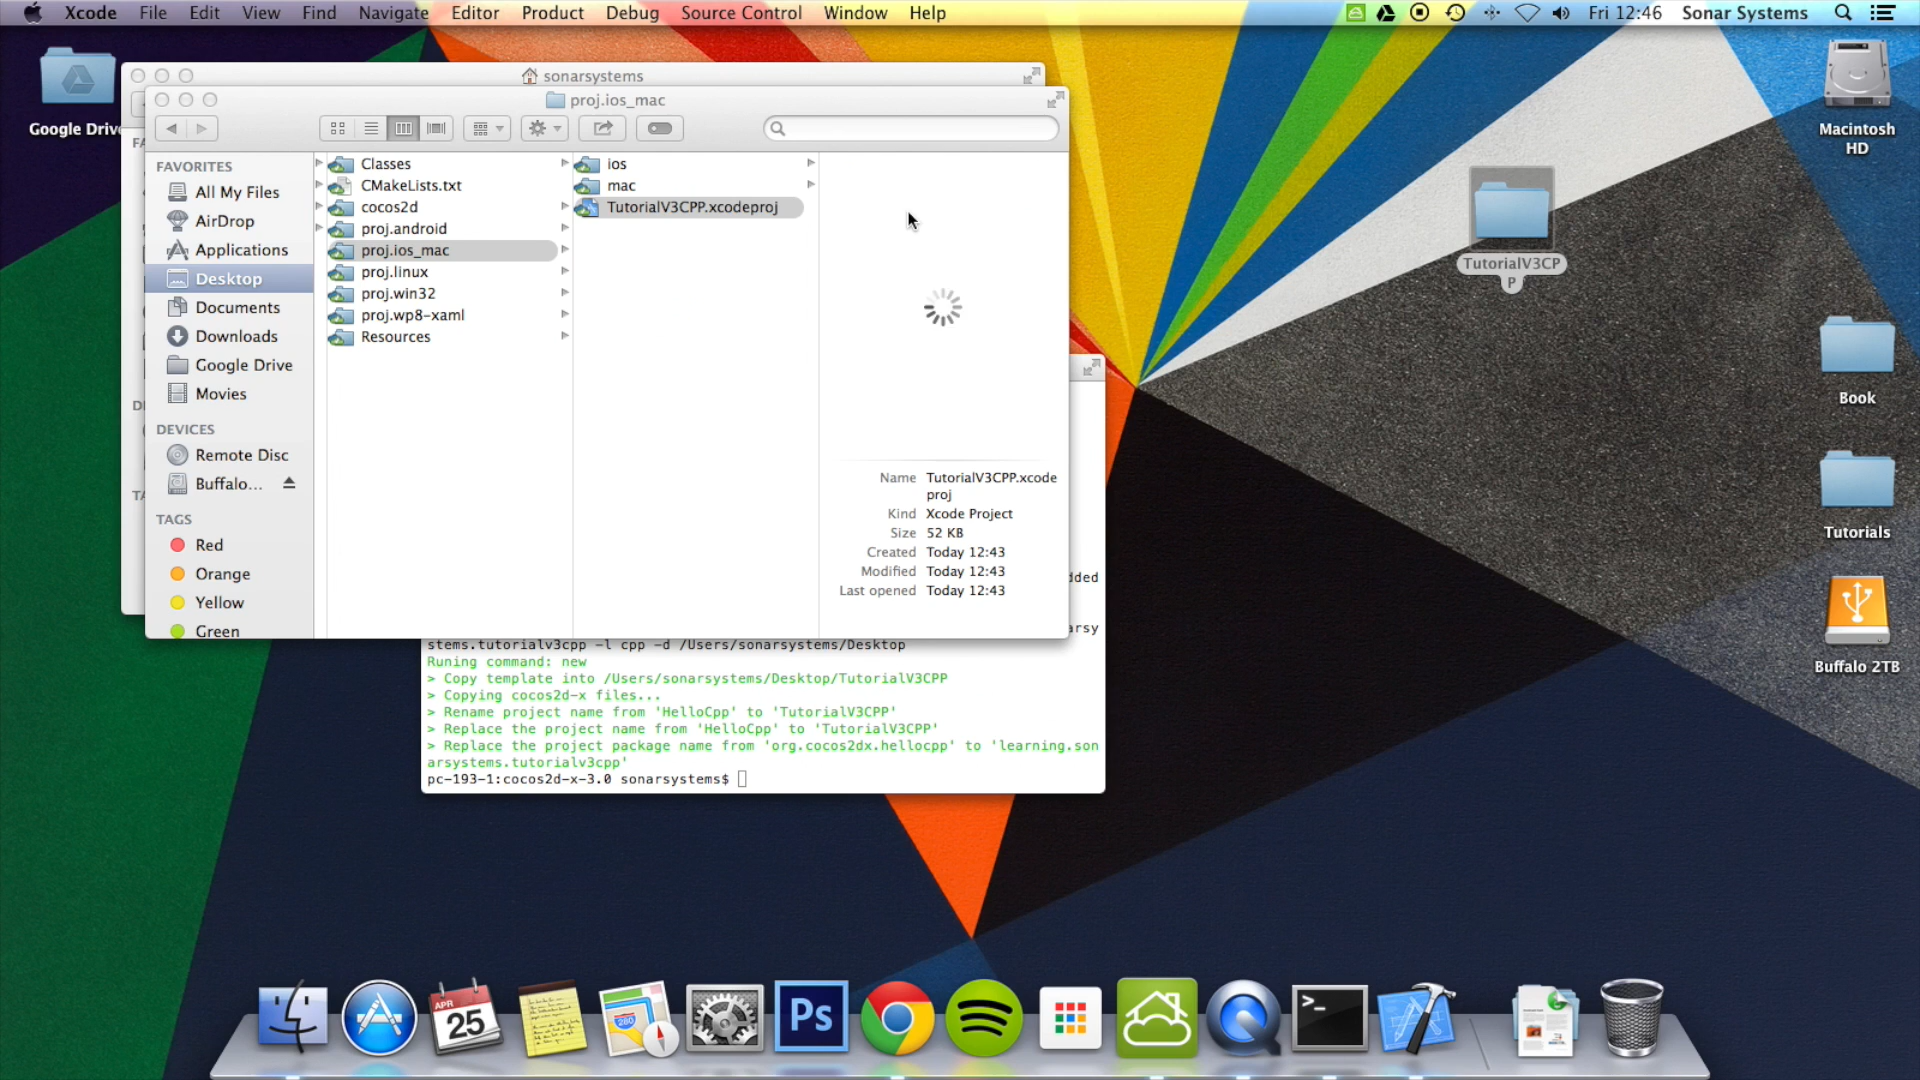 Xcode File Edit View Find Navigate Editor Product Debug Source Control Window Help
Fri 12:46 Sonar Systems
Google Drive
sonarsystems
proj.ios_mac
FAVORITES
All My Files
AirDrop
Applications
Desktop
Documents
Downloads
Google Drive
Movies
DEVICES
Remote Disc
Buffalo...
TAGS
Red
Orange
Yellow
Green
Classes
CMakeLists.txt
cocos2d
proj.android
proj.ios_mac
proj.linux
proj.win32
proj.wp8-xaml
Resources
ios
mac
TutorialV3CPP.xcodeproj
Name TutorialV3CPP.xcode
proj
Kind Xcode Project
Size 52 KB
Created Today 12:43
Modified Today 12:43
Last opened Today 12:43
dded
arsy
stems.tutorialv3cpp -l cpp -d /Users/sonarsystems/Desktop
Runing command: new
> Copy template into /Users/sonarsystems/Desktop/TutorialV3CPP
> Copying cocos2d-x files...
> Rename project name from 'HelloCpp' to 'TutorialV3CPP'
> Replace the project name from 'HelloCpp' to 'TutorialV3CPP'
> Replace the project package name from 'org.cocos2dx.hellocpp' to 'learning.son
arsystems.tutorialv3cpp'
pc-193-1:cocos2d-x-3.0 sonarsystems$
TutorialV3CP
P
Macintosh
HD
Book
Tutorials
Buffalo 2TB
APR
25
280
Ps
>_